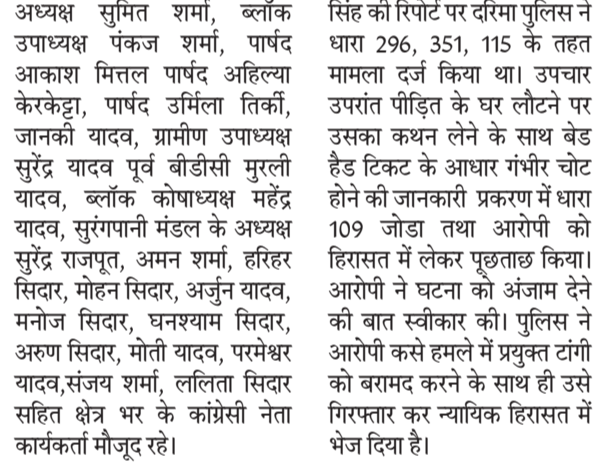 अध्यक्ष सुमित शर्मा, ब्लॉक
उपाध्यक्ष पंकज शर्मा, पार्षद
आकाश मित्तल पार्षद अहिल्या
केरकेट्टा, पार्षद उर्मिला तिर्की,
जानकी यादव, ग्रामीण उपाध्यक्ष
सुरेंद्र यादव पूर्व बीडीसी मुरली
यादव, ब्लॉक कोषाध्यक्ष महेंद्र
यादव, सुरंगपानी मंडल के अध्यक्ष
सुरेंद्र राजपूत, अमन शर्मा, हरिहर
सिदार, मोहन सिदार, अर्जुन यादव,
मनोज सिदार, घनश्याम सिदार,
अरुण सिदार, मोती यादव, परमेश्वर
यादव,संजय शर्मा, ललिता सिदार
सहित क्षेत्र भर के कांग्रेसी नेता
कार्यकर्ता मौजूद रहे।
सिंह की रिपोर्ट पर दरिमा पुलिस ने
धारा 296, 351, 115 के तहत
मामला दर्ज किया था। उपचार
उपरांत पीड़ित के घर लौटने पर
उसका कथन लेने के साथ बेड
हैड टिकट के आधार गंभीर चोट
होने की जानकारी प्रकरण में धारा
109 जोडा तथा आरोपी को
हिरासत में लेकर पूछताछ किया।
आरोपी ने घटना को अंजाम देने
की बात स्वीकार की। पुलिस ने
आरोपी कसे हमले में प्रयुक्त टांगी
को बरामद करने के साथ ही उसे
गिरफ्तार कर न्यायिक हिरासत में
भेज दिया है।